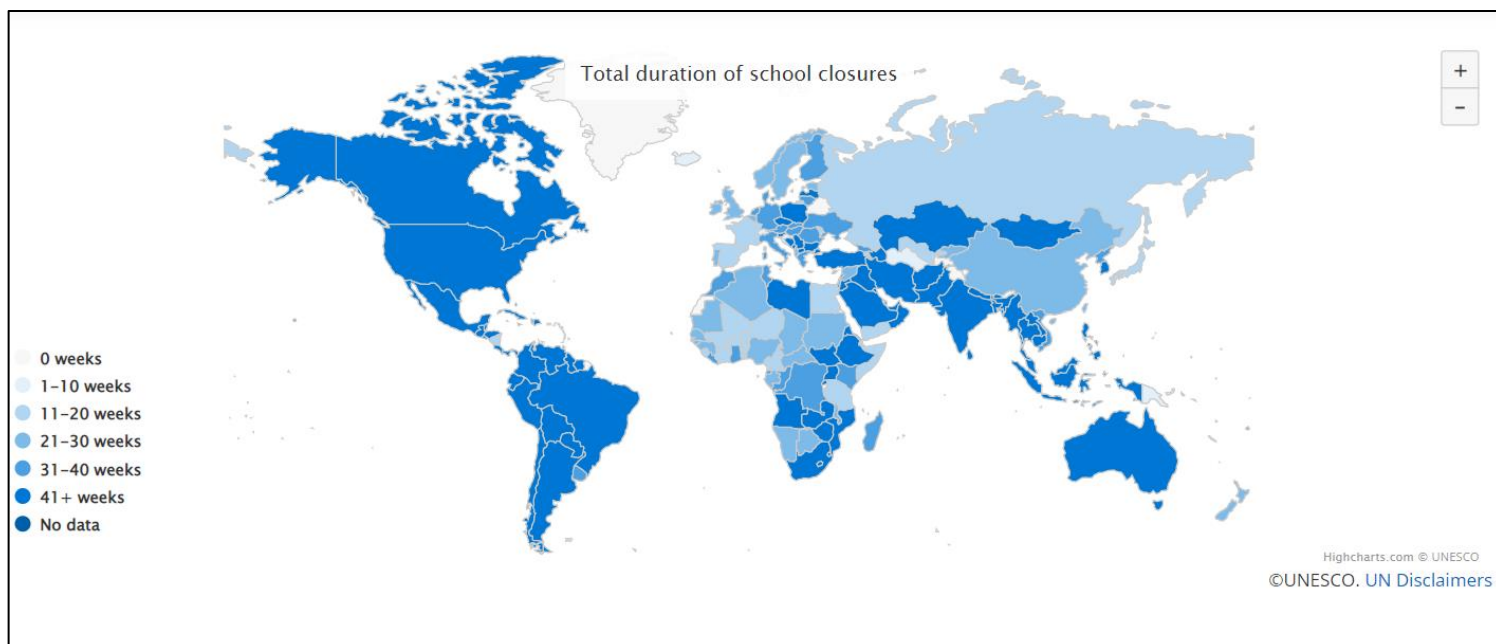 Total duration of school closures
+
−
0 weeks
1–10 weeks
11–20 weeks
21–30 weeks
31–40 weeks
41+ weeks
No data
Highcharts.com © UNESCO
©UNESCO. UN Disclaimers